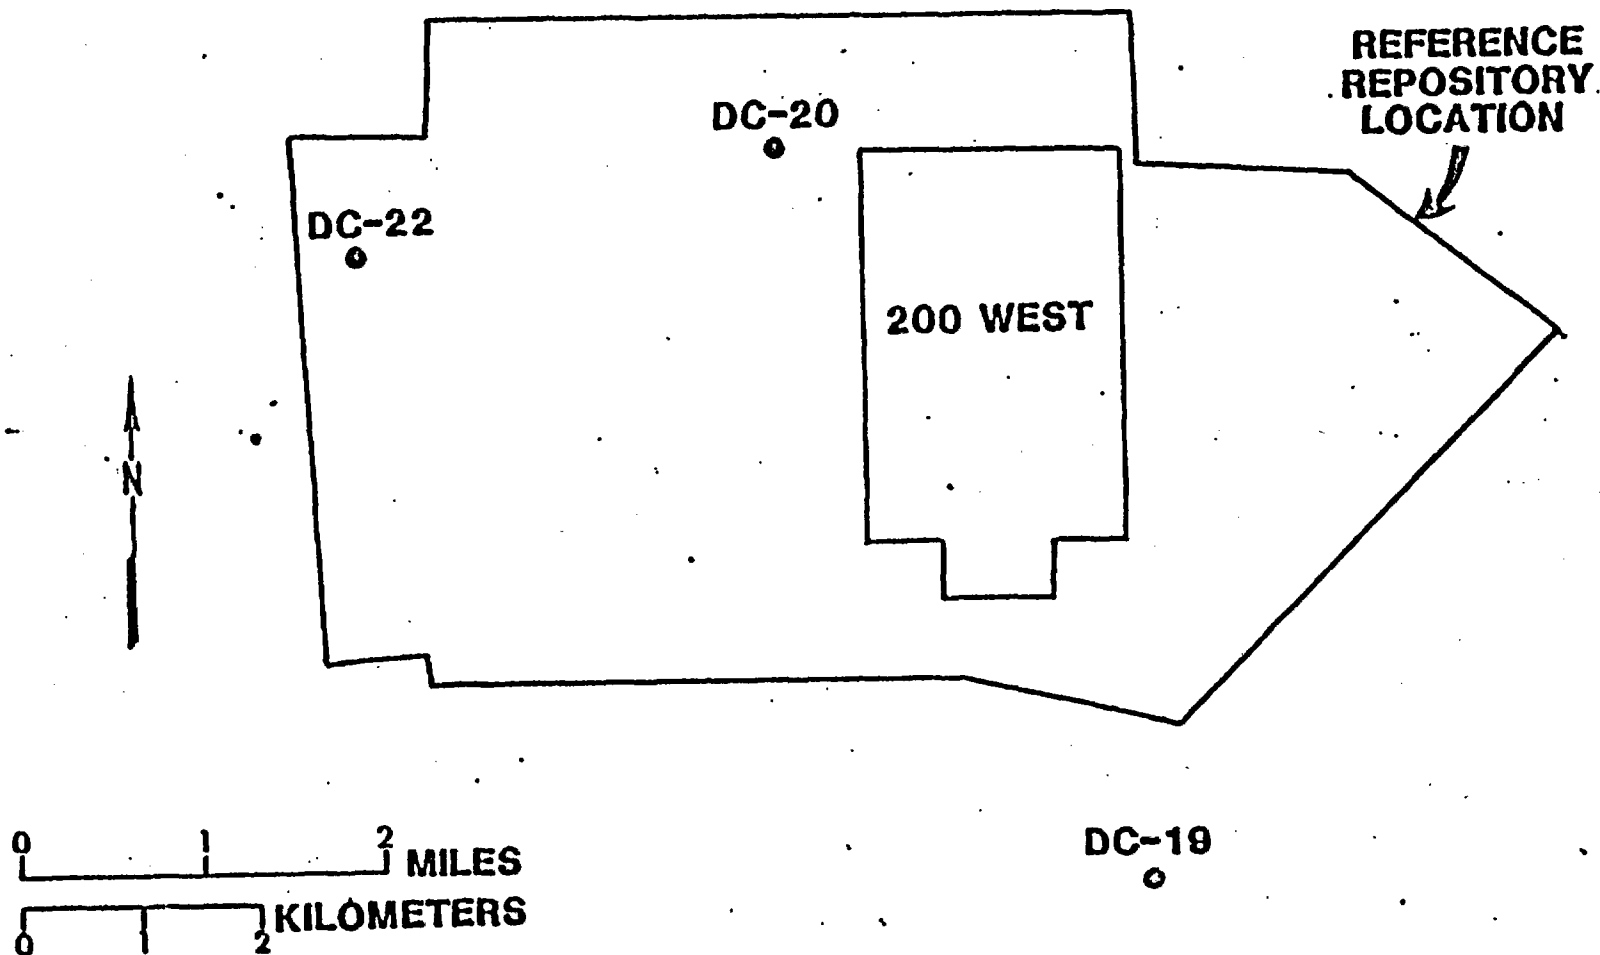 REFERENCE
REPOSITORY
LOCATION
DC-20
DC-22
200 WEST
N
DC-19
0 1 2 MILES
KILOMETERS
0 1 2